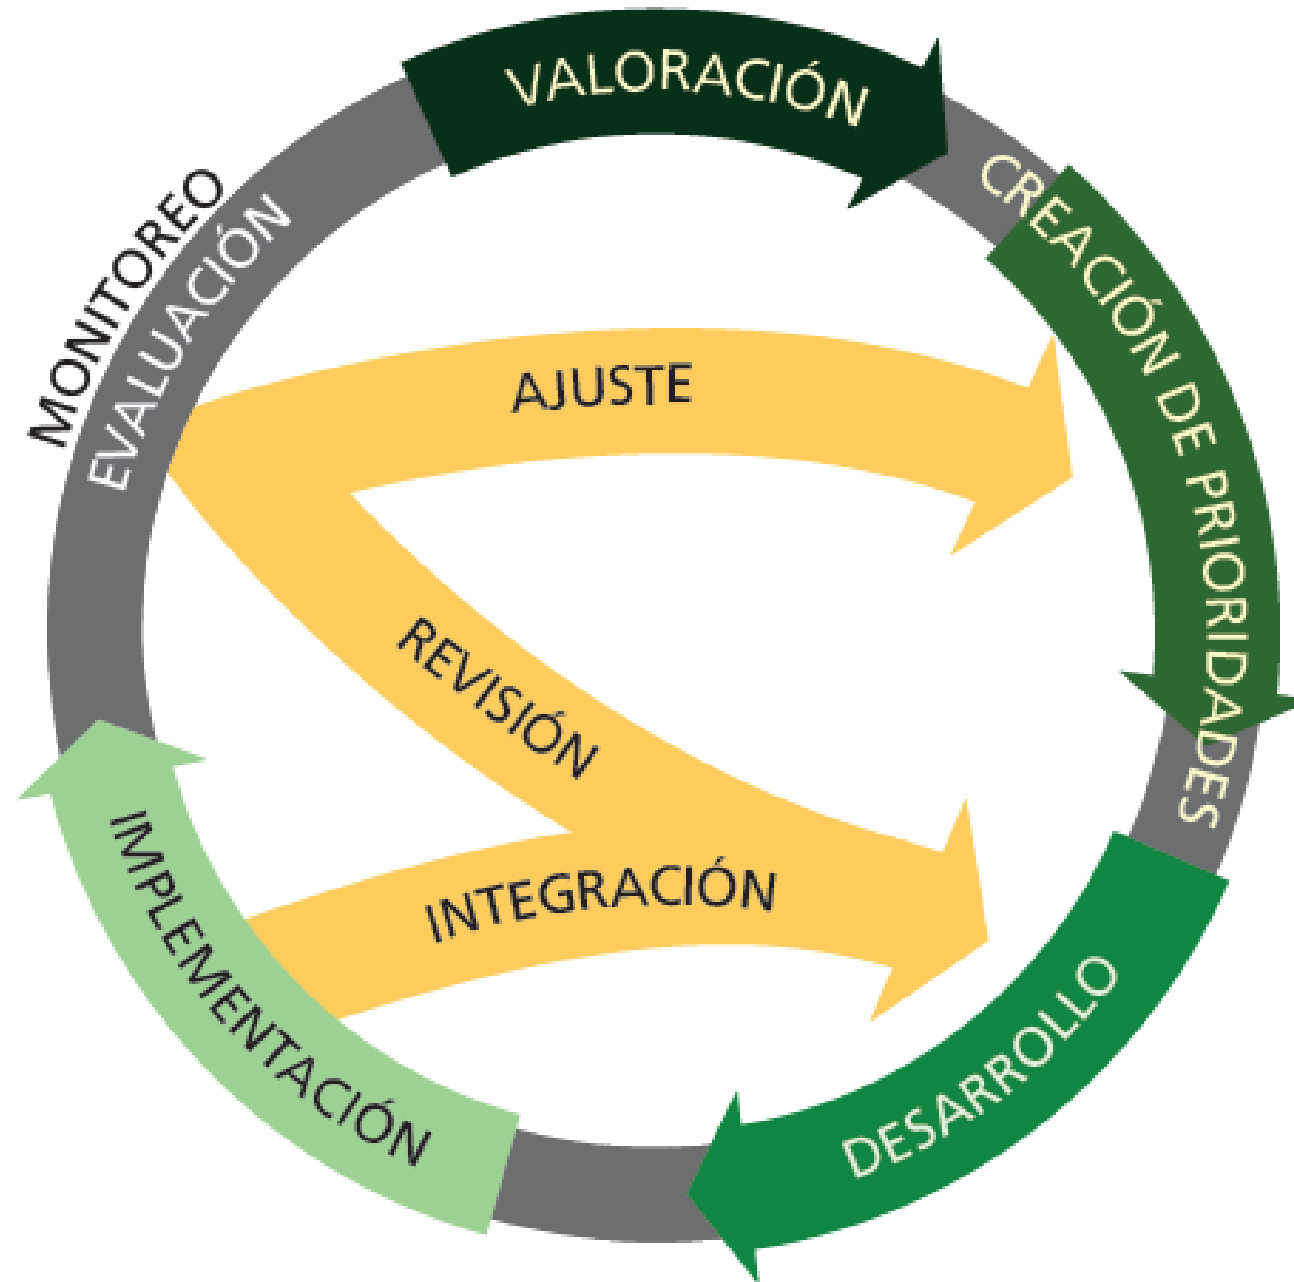 VALORACIÓN
CREACIÓN DE PRIORIDADES
MONITOREO
EVALUACIÓN
AJUSTE
REVISIÓN
INTEGRACIÓN
IMPLEMENTACIÓN
DESARROLLO